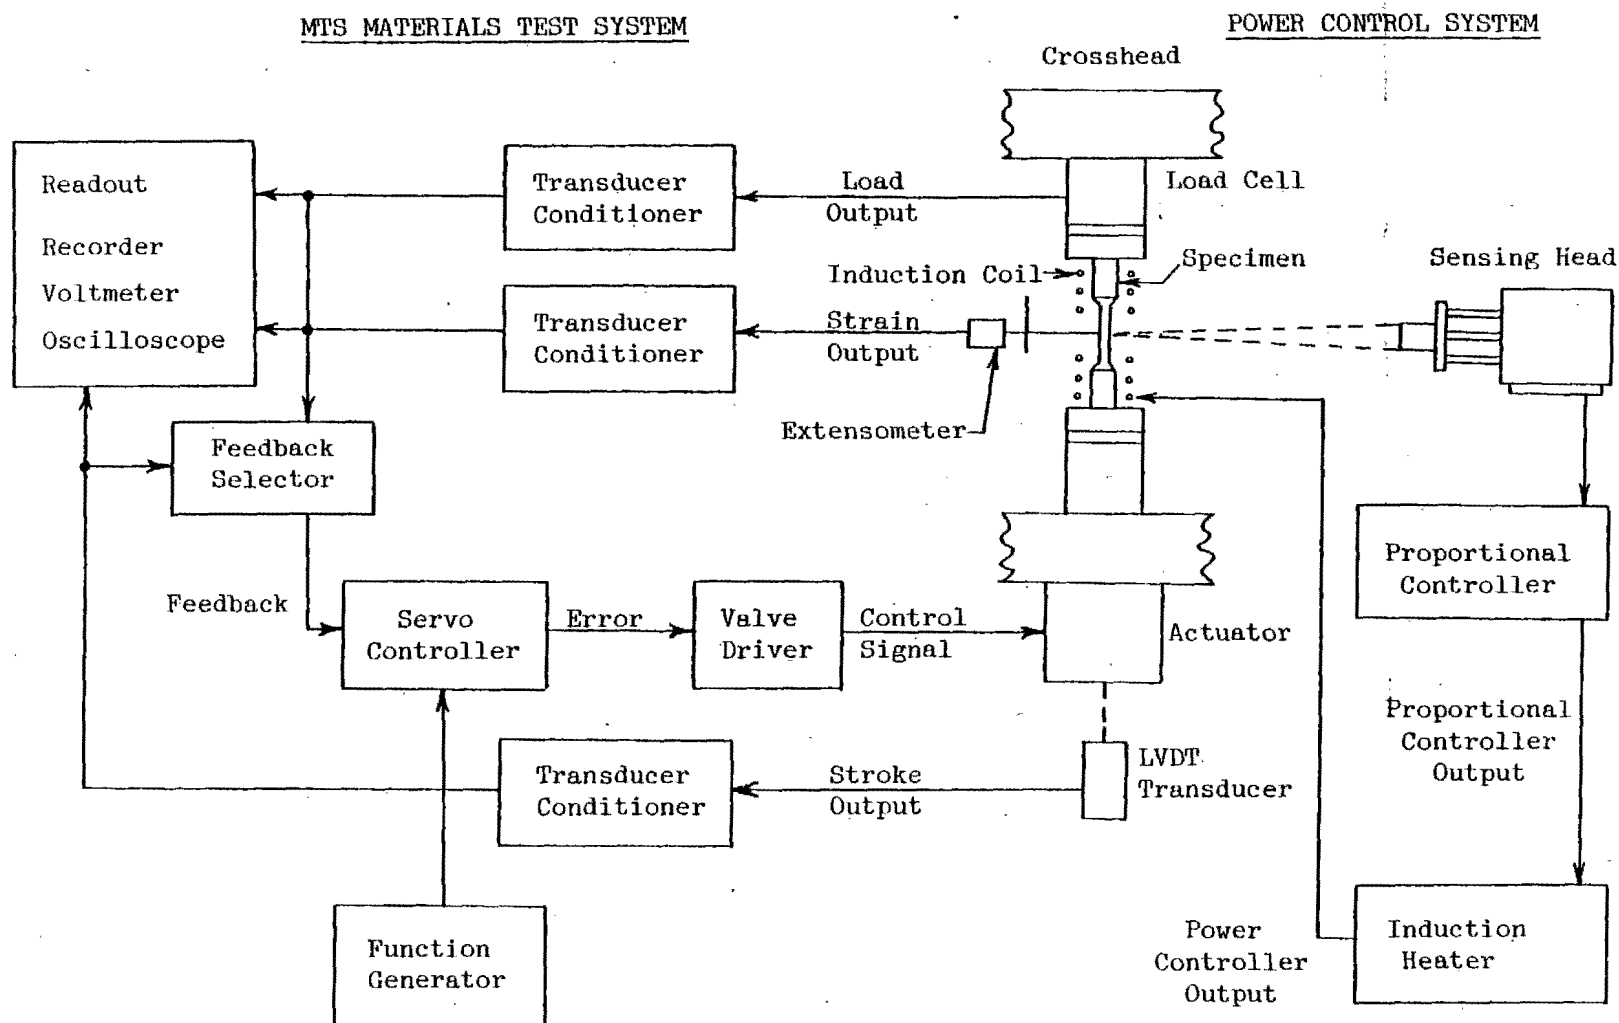 MTS MATERIALS TEST SYSTEM
POWER CONTROL SYSTEM
Crosshead
Readout
Recorder
Voltmeter
Oscilloscope
Transducer
Conditioner
Load
Output
Load Cell
Induction Coil
Specimen
Sensing Head
Transducer
Conditioner
Strain
Output
Extensometer
Feedback
Selector
Proportional
Controller
Feedback
Servo
Controller
Error
Valve
Driver
Control
Signal
Actuator
Proportional
Controller
Output
Transducer
Conditioner
Stroke
Output
LVDT
Transducer
Function
Generator
Power
Controller
Output
Induction
Heater